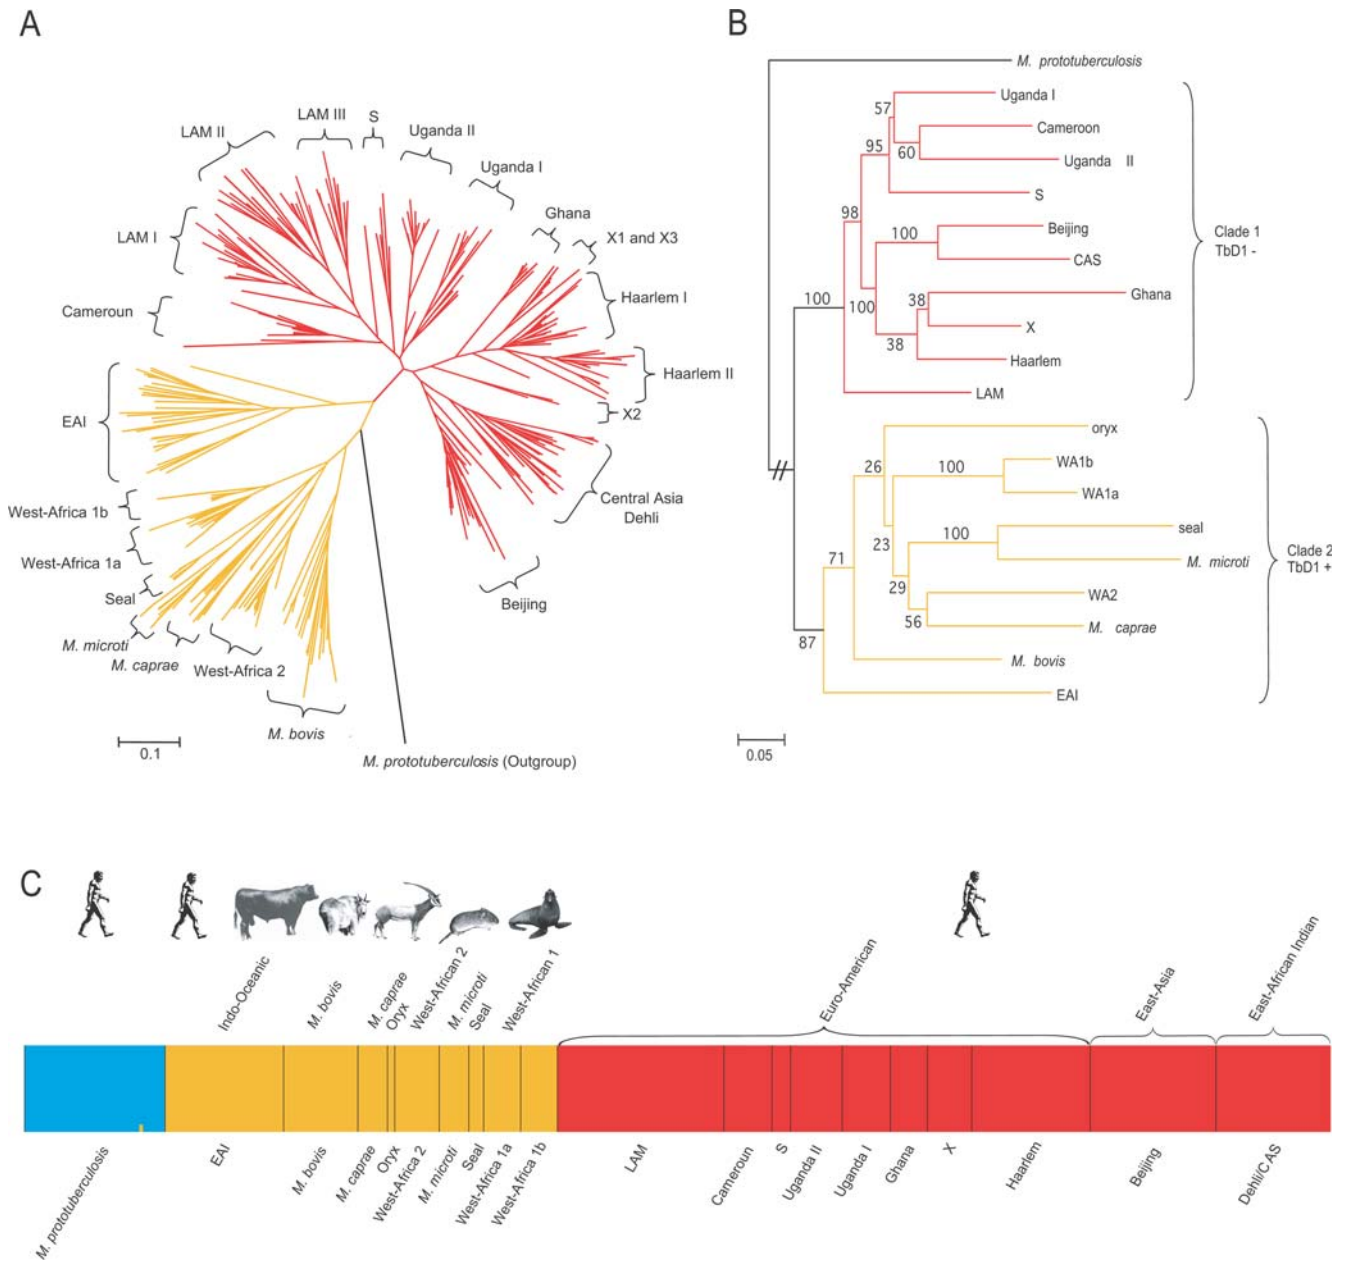 A
LAM II
LAM III
S
Uganda II
Uganda I
Ghana
X1 and X3
LAM I
Haarlem I
Cameroun
Haarlem II
EAI
X2
Central Asia
Dehli
West-Africa 1b
West-Africa 1a
Seal
Beijing
M. microti
M. caprae
West-Africa 2
M. bovis
0.1
M. prototuberculosis (Outgroup)
B
M. prototuberculosis
Uganda I
57
Cameroon
95
60
Uganda II
S
98
Beijing
100
CAS
Clade 1
TbD1 -
100
100
38
Ghana
X
38
Haarlem
LAM
oryx
26
100
WA1b
WA1a
seal
23
100
71
M. microti
Clade 2
TbD1 +
29
WA2
56
M. caprae
87
M. bovis
EAI
0.05
C
Indo-Oceanic
M. bovis
M. caprae
Oryx
West-African 2
M. microti
Seal
West-African 1
Euro-American
East-Asia
East-African Indian
M. prototuberculosis
EAI
M. bovis
M. caprae
Oryx
West-Africa 2
M. microti
Seal
West-Africa 1a
West-Africa 1b
LAM
Cameroun
S
Uganda II
Uganda I
Ghana
X
Haarlem
Beijing
Dehli/CAS